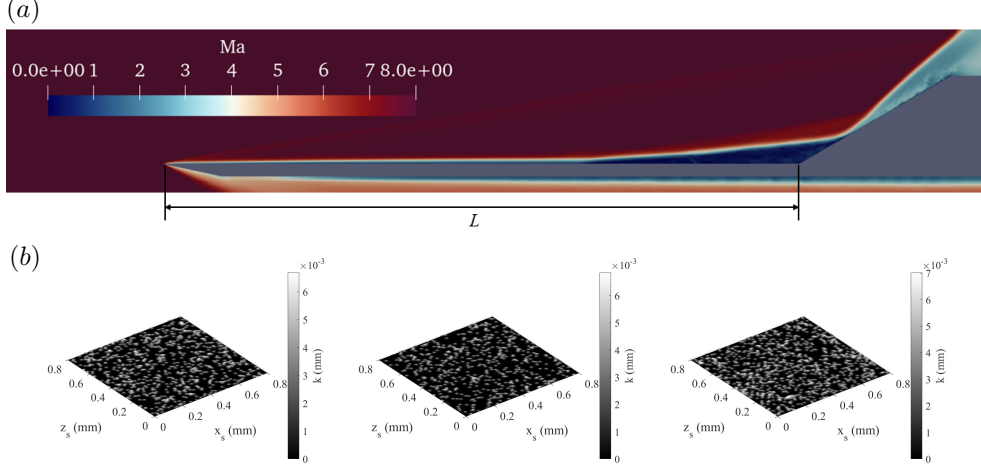 (a)
Ma
0.0e+00 1 2 3 4 5 6 7 8.0e+00
L
(b)
×10⁻³ ×10⁻³ ×10⁻³
7
6 6 6
5 5 5
4 4 4
3 3 3
2 2 2
1 1 1
0 0 0
k (mm) k (mm) k (mm)
0.8 0.6 0.4 0.2 0 0 0.2 0.4 0.6 0.8
z_s (mm) x_s (mm)
0.8 0.6 0.4 0.2 0 0 0.2 0.4 0.6 0.8
z_s (mm) x_s (mm)
0.8 0.6 0.4 0.2 0 0 0.2 0.4 0.6 0.8
z_s (mm) x_s (mm)